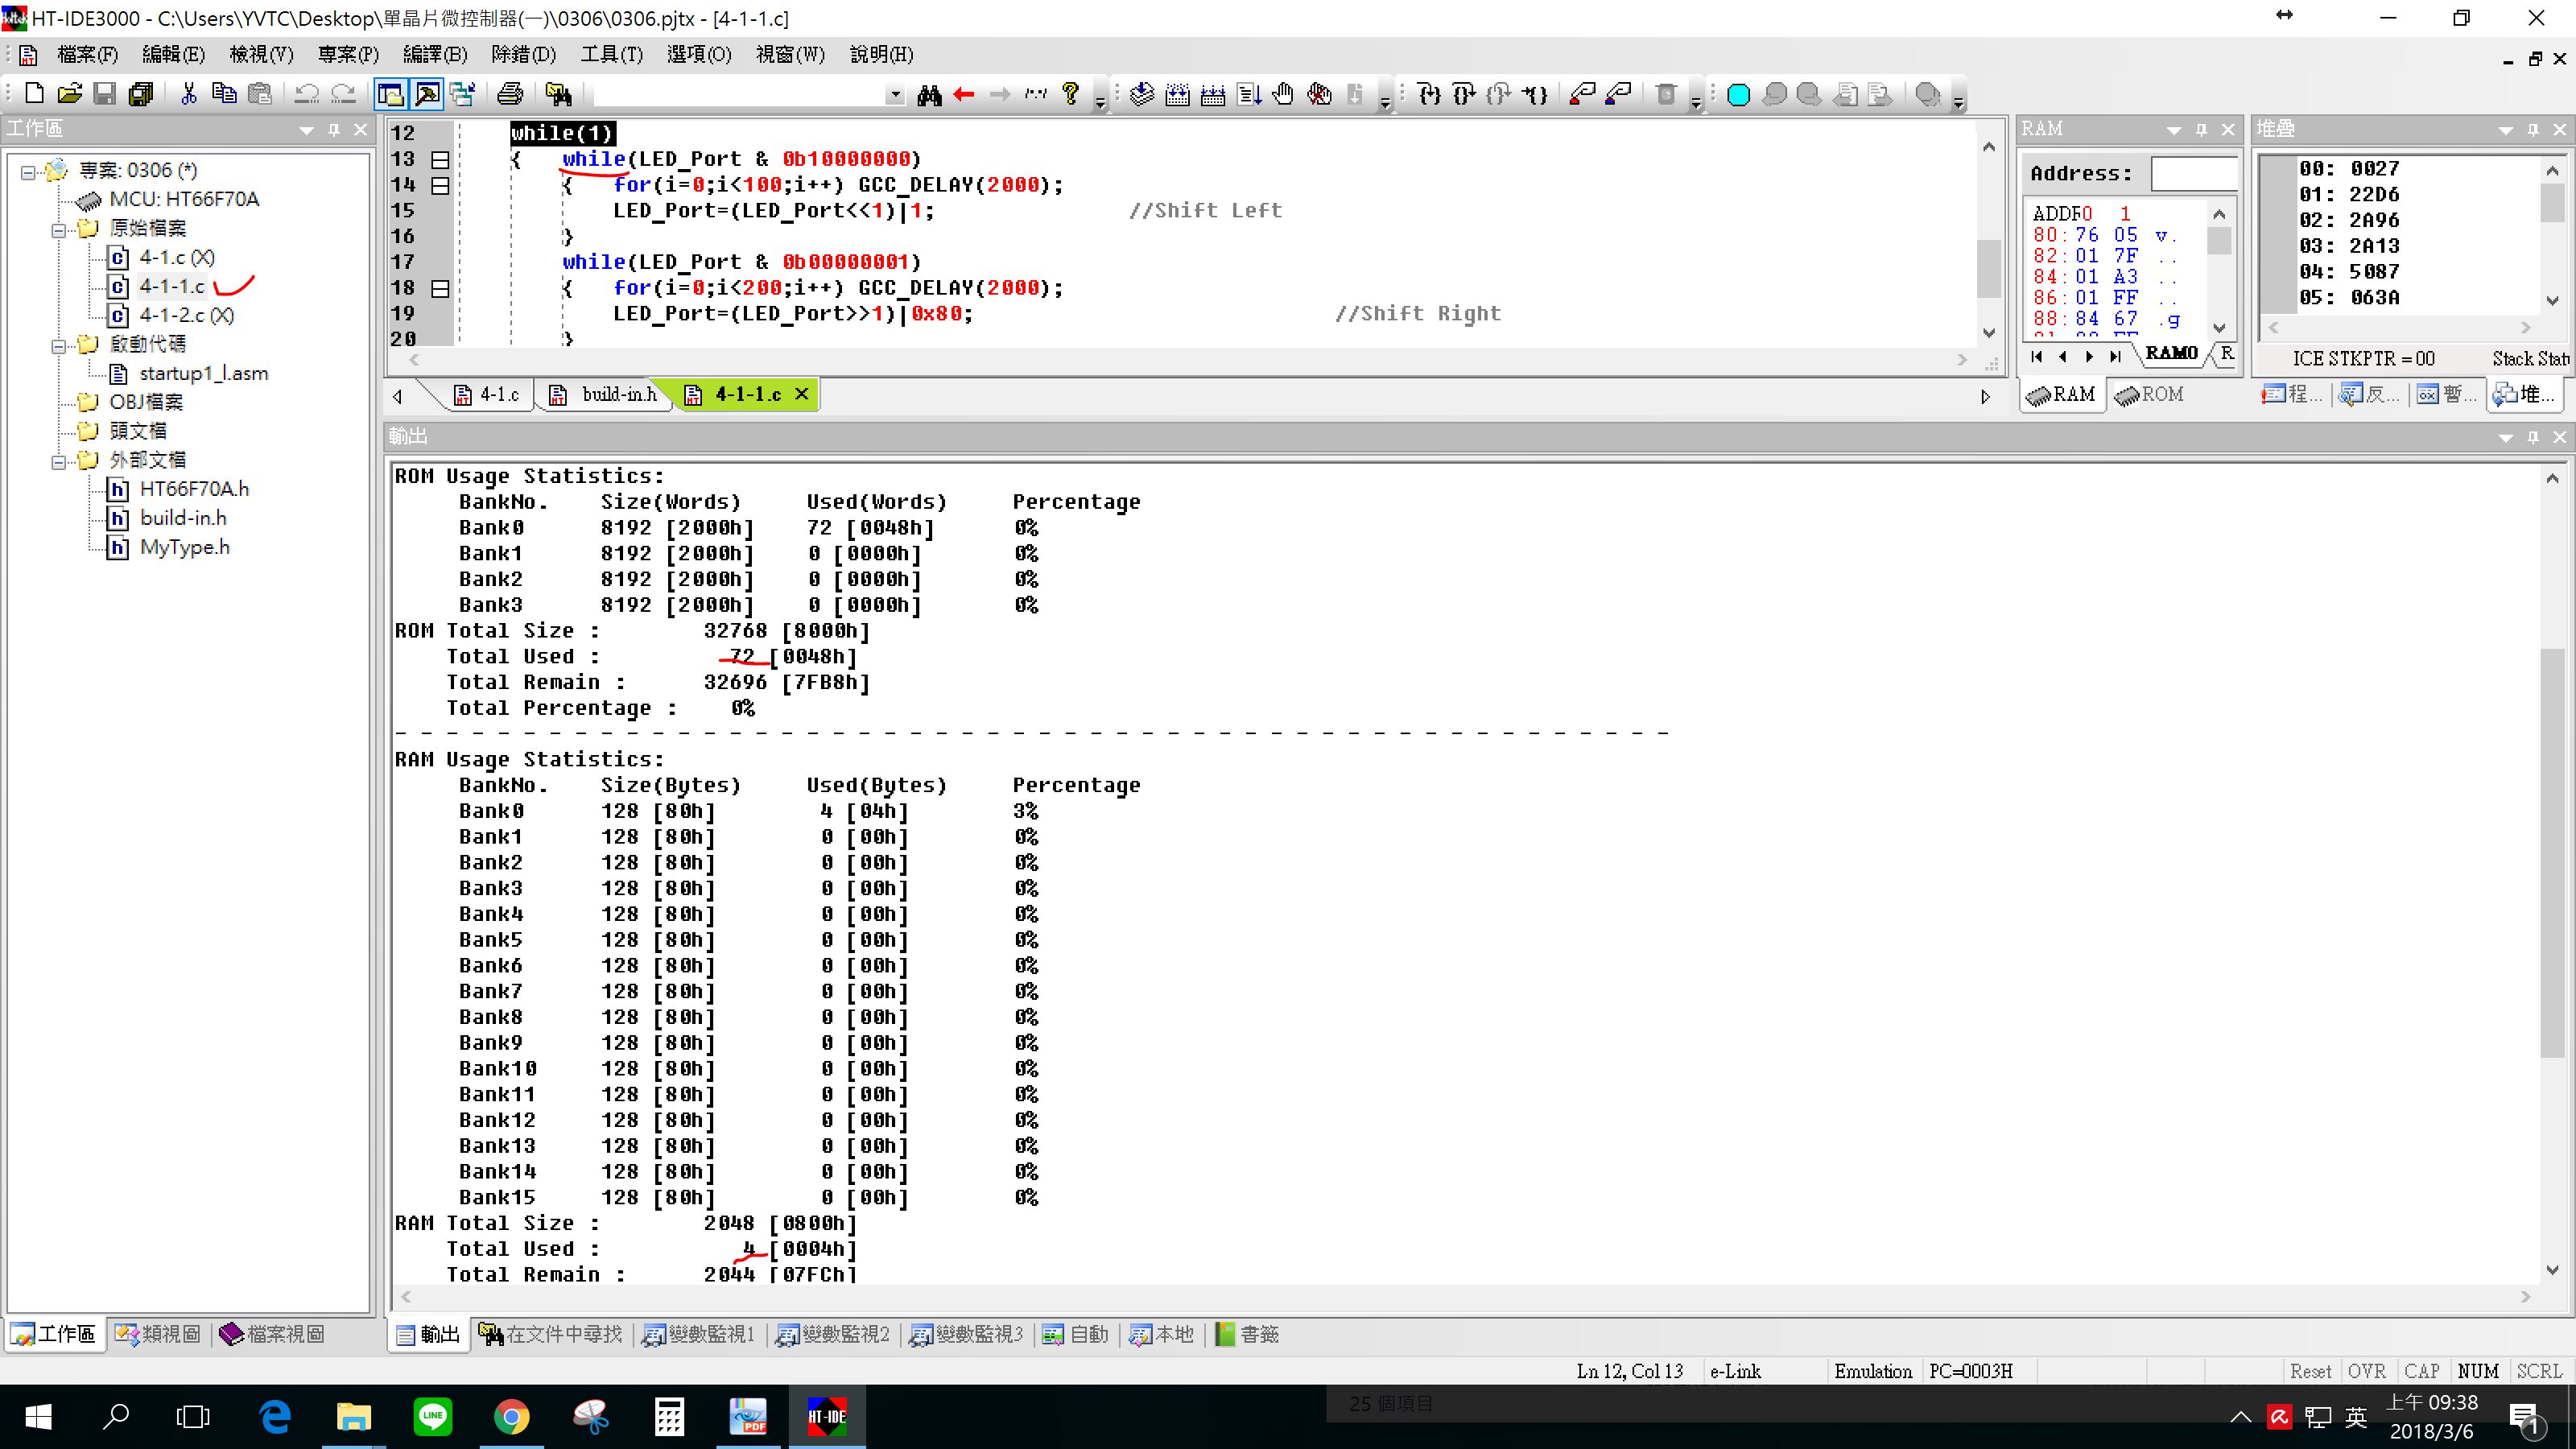 HT-IDE3000 - C:\Users\YVTC\Desktop\單晶片微控制器(一)\0306\0306.pjtx - [4-1-1.c]
檔案(F) 編輯(E) 檢視(V) 專案(P) 編譯(B) 除錯(D) 工具(T) 選項(O) 視窗(W) 說明(H)
工作區
專案: 0306 (*)
MCU: HT66F70A
原始檔案
4-1.c (X)
4-1-1.c
4-1-2.c (X)
啟動代碼
startup1_l.asm
OBJ檔案
頭文檔
外部文檔
HT66F70A.h
build-in.h
MyType.h
工作區 類視圖 檔案視圖
12 while(1)
13 { while(LED_Port & 0b10000000)
14 { for(i=0;i<100;i++) GCC_DELAY(2000);
15 LED_Port=(LED_Port<<1)|1; //Shift Left
16 }
17 while(LED_Port & 0b00000001)
18 { for(i=0;i<200;i++) GCC_DELAY(2000);
19 LED_Port=(LED_Port>>1)|0x80; //Shift Right
20 }
4-1.c build-in.h 4-1-1.c
RAM
Address:
ADDR 0 1
80:76 05 v.
82:01 7F ..
84:01 A3 ..
86:01 FF ..
88:84 67 .g
RAM0 R
RAM ROM
堆疊
00: 0027
01: 22D6
02: 2A96
03: 2A13
04: 5087
05: 063A
ICE STKPTR = 00 Stack Stat
程... 反... 暫... 堆...
輸出
ROM Usage Statistics:
BankNo. Size(Words) Used(Words) Percentage
Bank0 8192 [2000h] 72 [0048h] 0%
Bank1 8192 [2000h] 0 [0000h] 0%
Bank2 8192 [2000h] 0 [0000h] 0%
Bank3 8192 [2000h] 0 [0000h] 0%
ROM Total Size : 32768 [8000h]
Total Used : 72 [0048h]
Total Remain : 32696 [7FB8h]
Total Percentage : 0%
- - - - - - - - - - - - - - - - - - - - - - - - - - - - - - - - - - - - - - - - - - - - - - - - - -
RAM Usage Statistics:
BankNo. Size(Bytes) Used(Bytes) Percentage
Bank0 128 [80h] 4 [04h] 3%
Bank1 128 [80h] 0 [00h] 0%
Bank2 128 [80h] 0 [00h] 0%
Bank3 128 [80h] 0 [00h] 0%
Bank4 128 [80h] 0 [00h] 0%
Bank5 128 [80h] 0 [00h] 0%
Bank6 128 [80h] 0 [00h] 0%
Bank7 128 [80h] 0 [00h] 0%
Bank8 128 [80h] 0 [00h] 0%
Bank9 128 [80h] 0 [00h] 0%
Bank10 128 [80h] 0 [00h] 0%
Bank11 128 [80h] 0 [00h] 0%
Bank12 128 [80h] 0 [00h] 0%
Bank13 128 [80h] 0 [00h] 0%
Bank14 128 [80h] 0 [00h] 0%
Bank15 128 [80h] 0 [00h] 0%
RAM Total Size : 2048 [0800h]
Total Used : 4 [0004h]
Total Remain : 2044 [07FCh]
輸出 在文件中尋找 變數監視1 變數監視2 變數監視3 自動 本地 書籤
Ln 12, Col 13 e-Link Emulation PC=0003H Reset OVR CAP NUM SCRL
25 個項目
LINE
PDF
HT-IDE
英
上午 09:38
2018/3/6
1